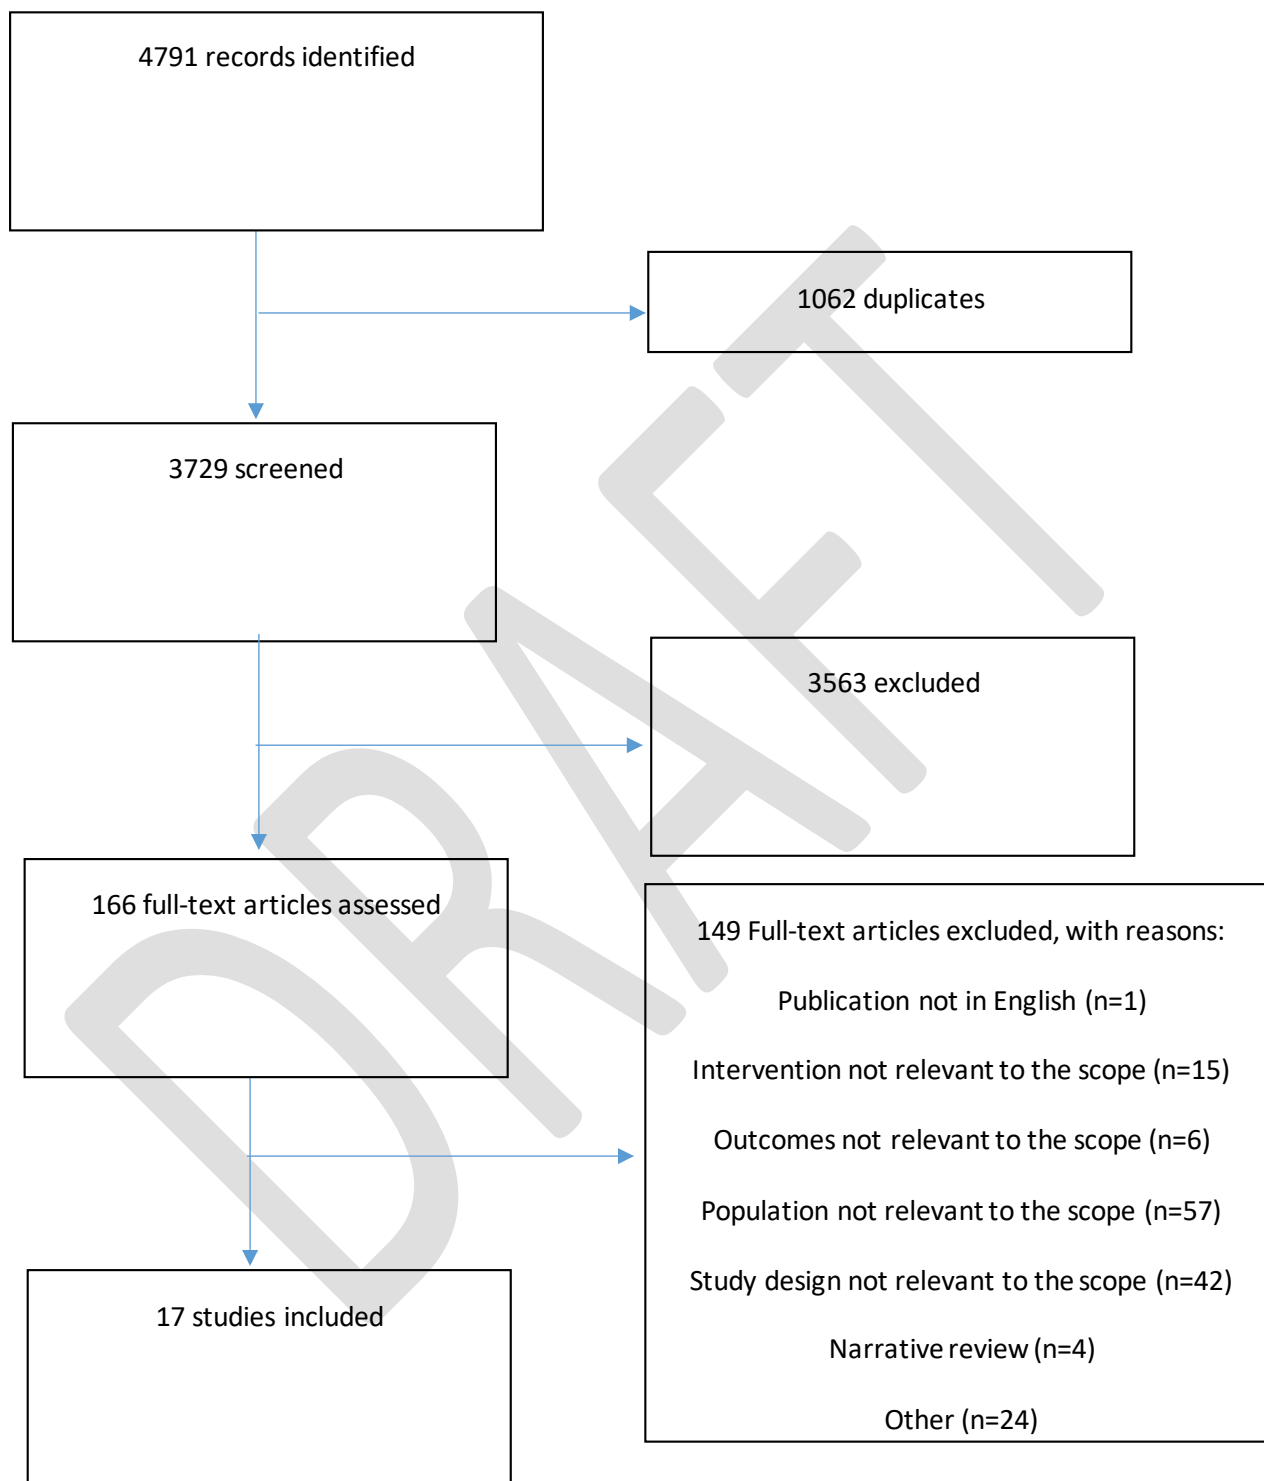 4791 records identified
1062 duplicates
3729 screened
3563 excluded
166 full-text articles assessed
149 Full-text articles excluded, with reasons:
Publication not in English (n=1)
Intervention not relevant to the scope (n=15)
Outcomes not relevant to the scope (n=6)
Population not relevant to the scope (n=57)
Study design not relevant to the scope (n=42)
Narrative review (n=4)
Other (n=24)
17 studies included
DRAFT